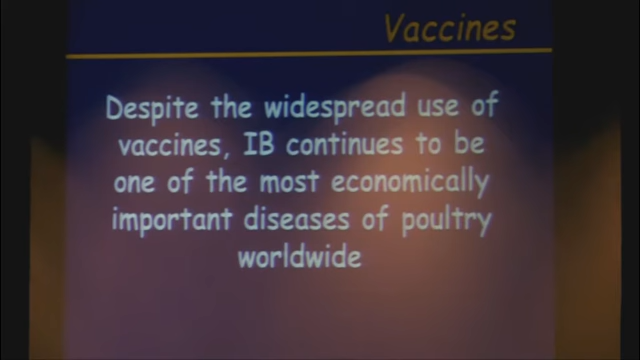 Vaccines
Despite the widespread use of
vaccines, IB continues to be
one of the most economically
important diseases of poultry
worldwide